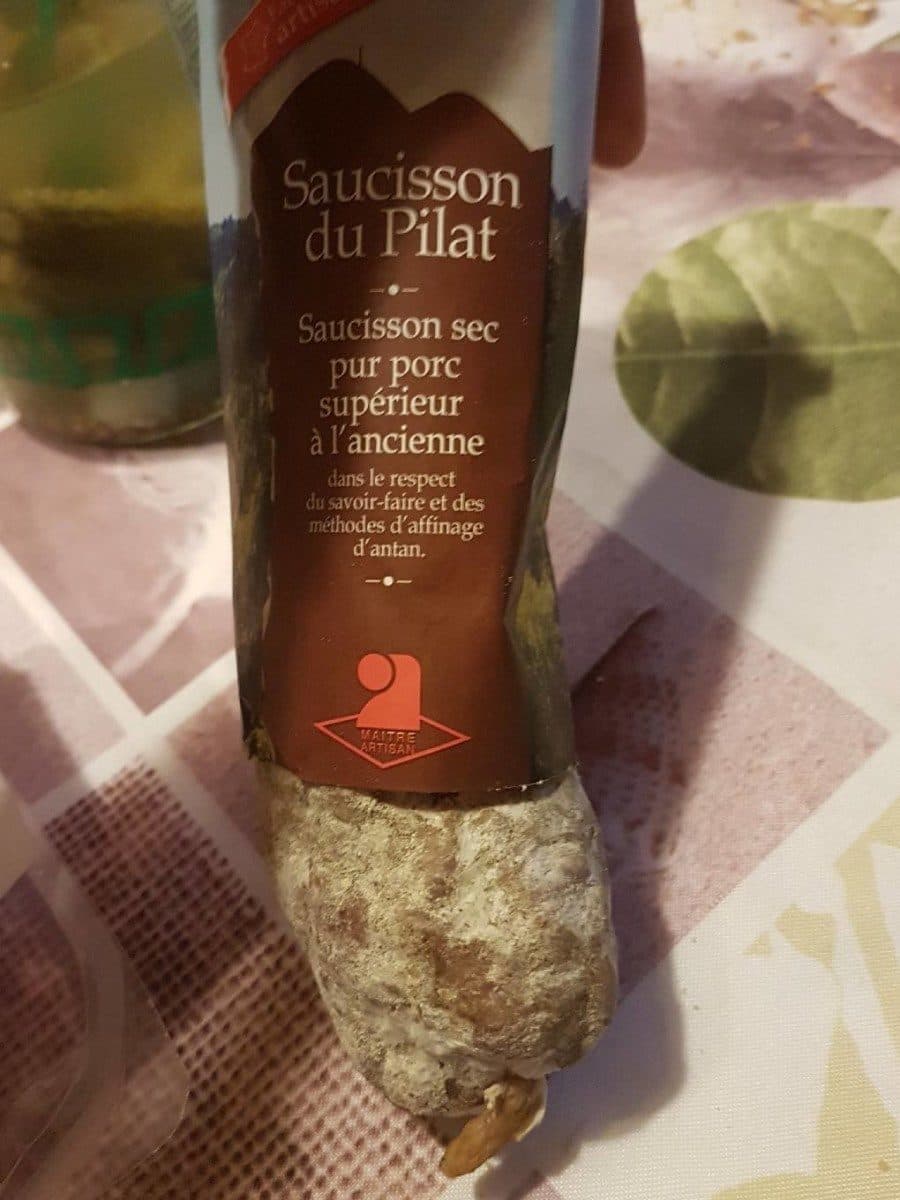 Saucisson
du Pilat
Saucisson sec
pur porc
supérieur
à l'ancienne
dans le respect
du savoir-faire et des
méthodes d'affinage
d'antan.
MAITRE
ARTISAN